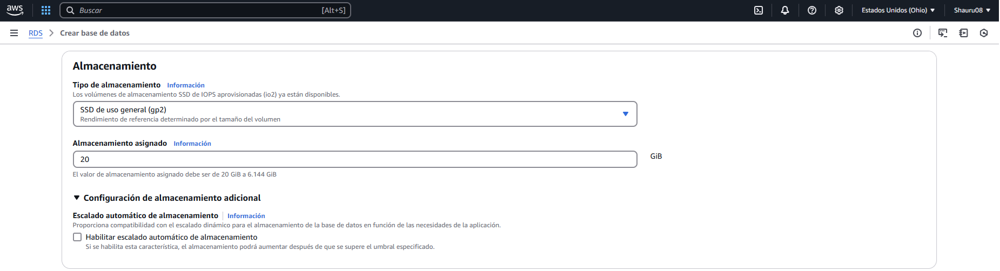 aws
Buscar [Alt+S]
Estados Unidos (Ohio)
Shauru08
RDS
Crear base de datos
Almacenamiento
Tipo de almacenamiento Información
Los volúmenes de almacenamiento SSD de IOPS aprovisionadas (io2) ya están disponibles.
SSD de uso general (gp2)
Rendimiento de referencia determinado por el tamaño del volumen
Almacenamiento asignado Información
20 GiB
El valor de almacenamiento asignado debe ser de 20 GiB a 6.144 GiB
Configuración de almacenamiento adicional
Escalado automático de almacenamiento Información
Proporciona compatibilidad con el escalado dinámico para el almacenamiento de la base de datos en función de las necesidades de la aplicación.
Habilitar escalado automático de almacenamiento
Si se habilita esta característica, el almacenamiento podrá aumentar después de que se supere el umbral especificado.